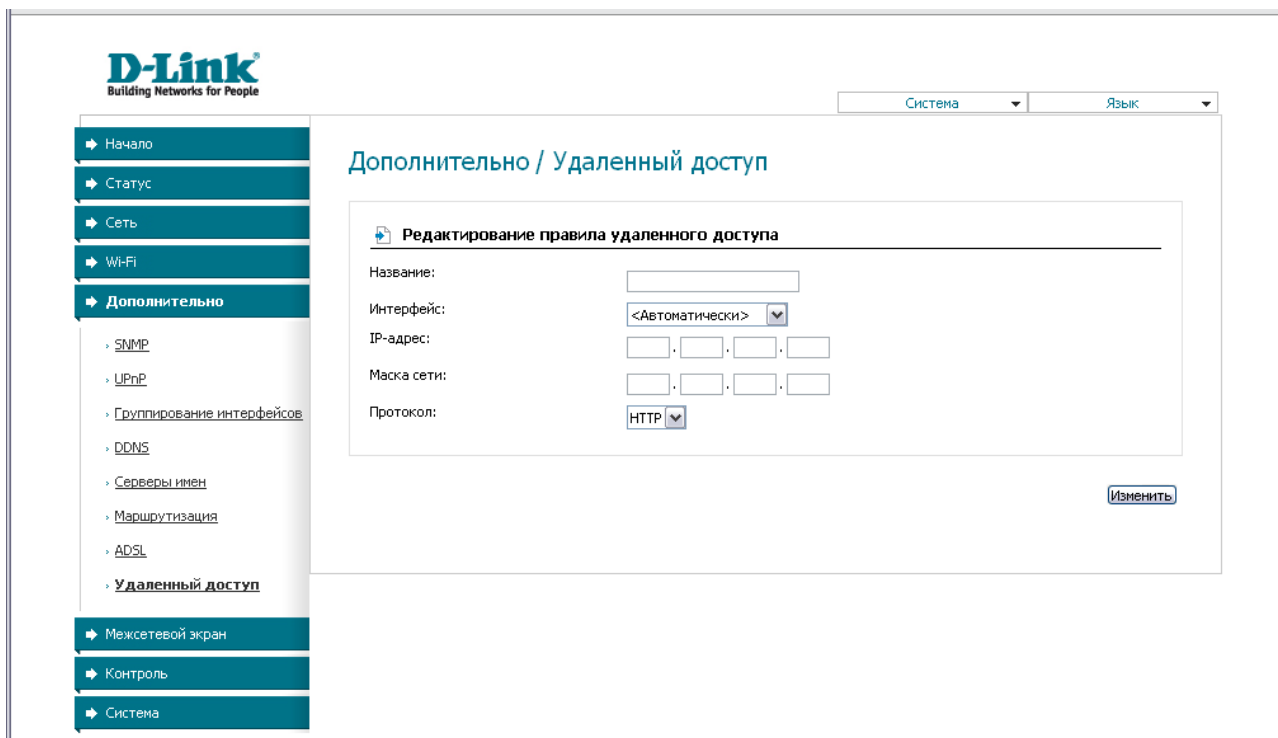 D-Link
Building Networks for People
Система
Язык
Начало
Статус
Сеть
Wi-Fi
Дополнительно
SNMP
UPnP
Группирование интерфейсов
DDNS
Серверы имен
Маршрутизация
ADSL
Удаленный доступ
Межсетевой экран
Контроль
Система
Дополнительно / Удаленный доступ
Редактирование правила удаленного доступа
Название:
Интерфейс:
<Автоматически>
IP-адрес:
. . .
Маска сети:
. . .
Протокол:
HTTP
Изменить